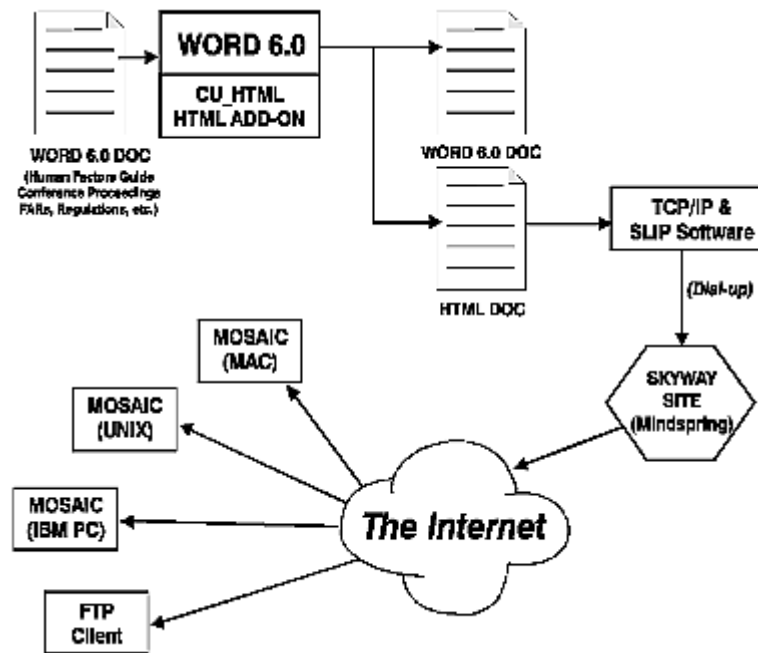 WORD 6.0
CU_HTML
HTML ADD-ON
WORD 6.0 DOC
(Human Factors Guide
Conference Proceedings
FARs, Regulations, etc.)
WORD 6.0 DOC
HTML DOC
TCP/IP &
SLIP Software
(Dial-up)
SKYWAY
SITE
(Mindspring)
The Internet
MOSAIC
(MAC)
MOSAIC
(UNIX)
MOSAIC
(IBM PC)
FTP
Client